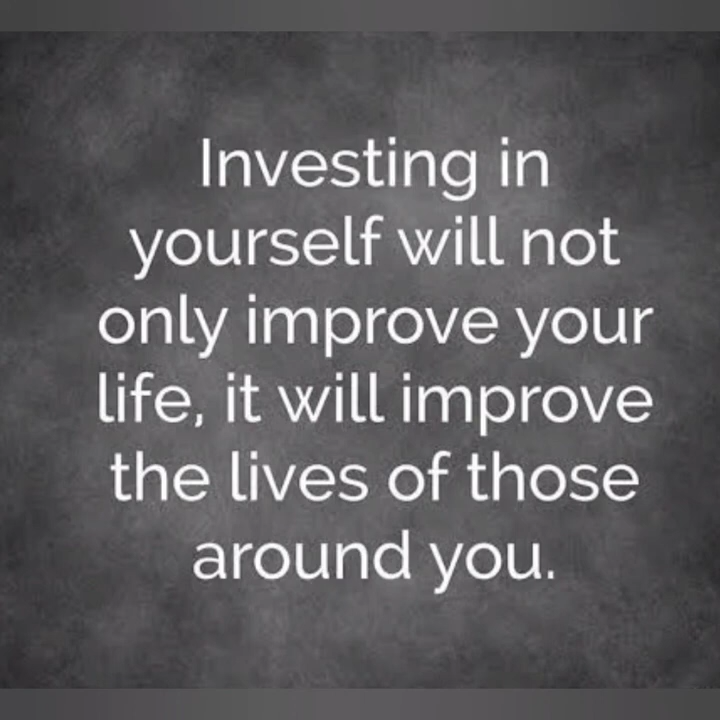 Investing in
yourself will not
only improve your
life, it will improve
the lives of those
around you.